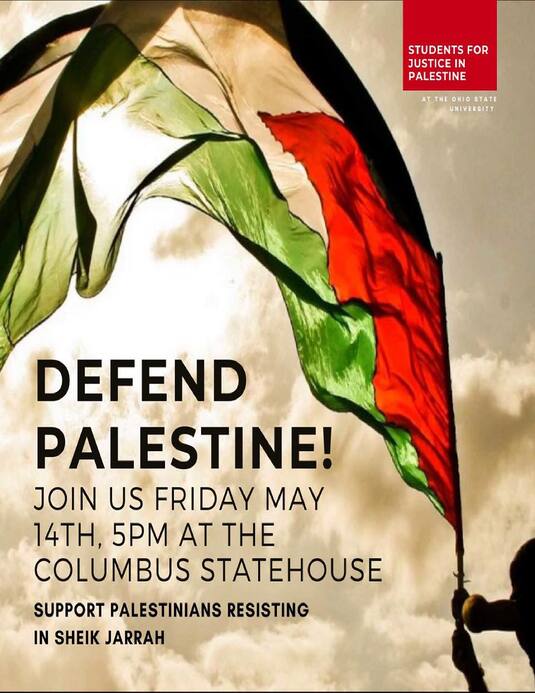 STUDENTS FOR
JUSTICE IN
PALESTINE
AT THE OHIO STATE
UNIVERSITY
DEFEND
PALESTINE!
JOIN US FRIDAY MAY
14TH, 5PM AT THE
COLUMBUS STATEHOUSE
SUPPORT PALESTINIANS RESISTING
IN SHEIK JARRAH